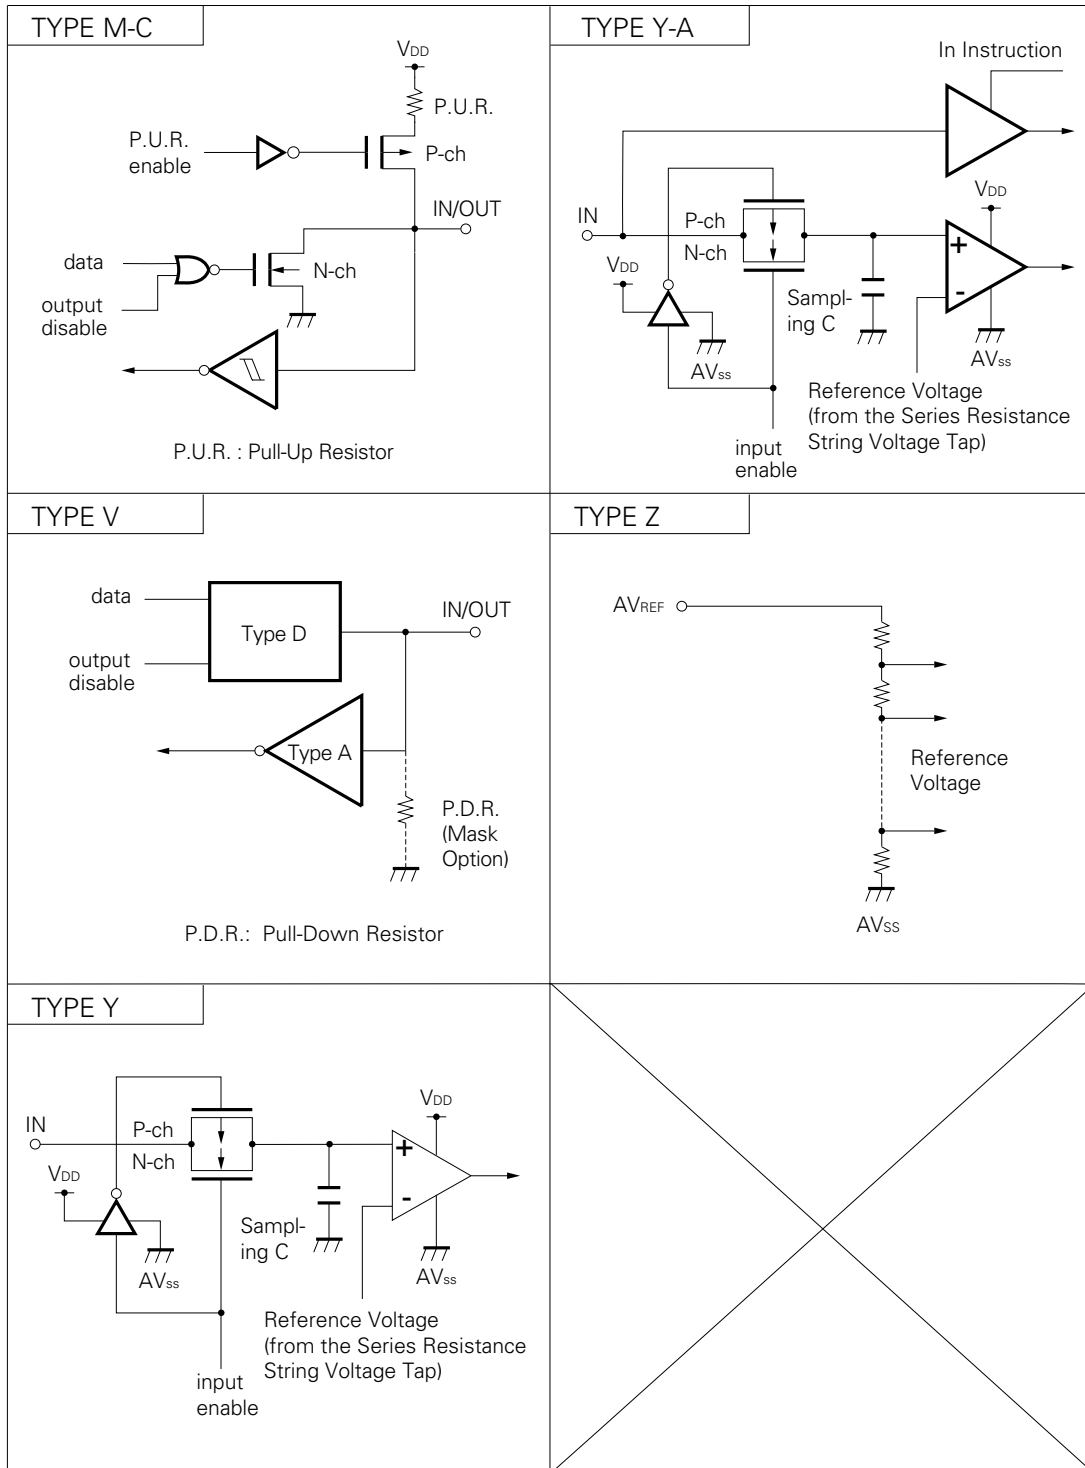 TYPE M-C
VDD
P.U.R.
P.U.R.
enable
P-ch
IN/OUT
data
N-ch
output
disable
P.U.R. : Pull-Up Resistor
TYPE Y-A
In Instruction
VDD
IN
P-ch
N-ch
VDD
+
-
Sampl-
ing C
AVss
AVss
Reference Voltage
(from the Series Resistance
String Voltage Tap)
input
enable
TYPE V
data
IN/OUT
Type D
output
disable
Type A
P.D.R.
(Mask
Option)
P.D.R.: Pull-Down Resistor
TYPE Z
AVREF
Reference
Voltage
AVSS
TYPE Y
VDD
IN
P-ch
N-ch
VDD
+
-
Sampl-
ing C
AVss
AVss
Reference Voltage
(from the Series Resistance
String Voltage Tap)
input
enable